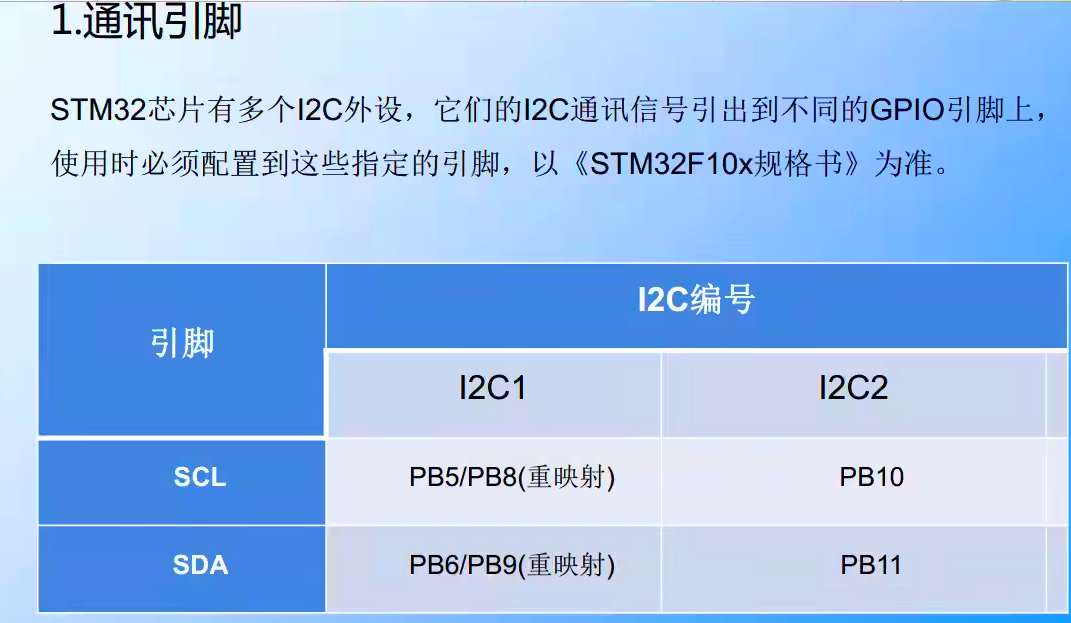 1.通讯引脚
STM32芯片有多个I2C外设，它们的I2C通讯信号引出到不同的GPIO引脚上，
使用时必须配置到这些指定的引脚，以《STM32F10x规格书》为准。
引脚
I2C编号
I2C1
I2C2
SCL
PB5/PB8(重映射)
PB10
SDA
PB6/PB9(重映射)
PB11